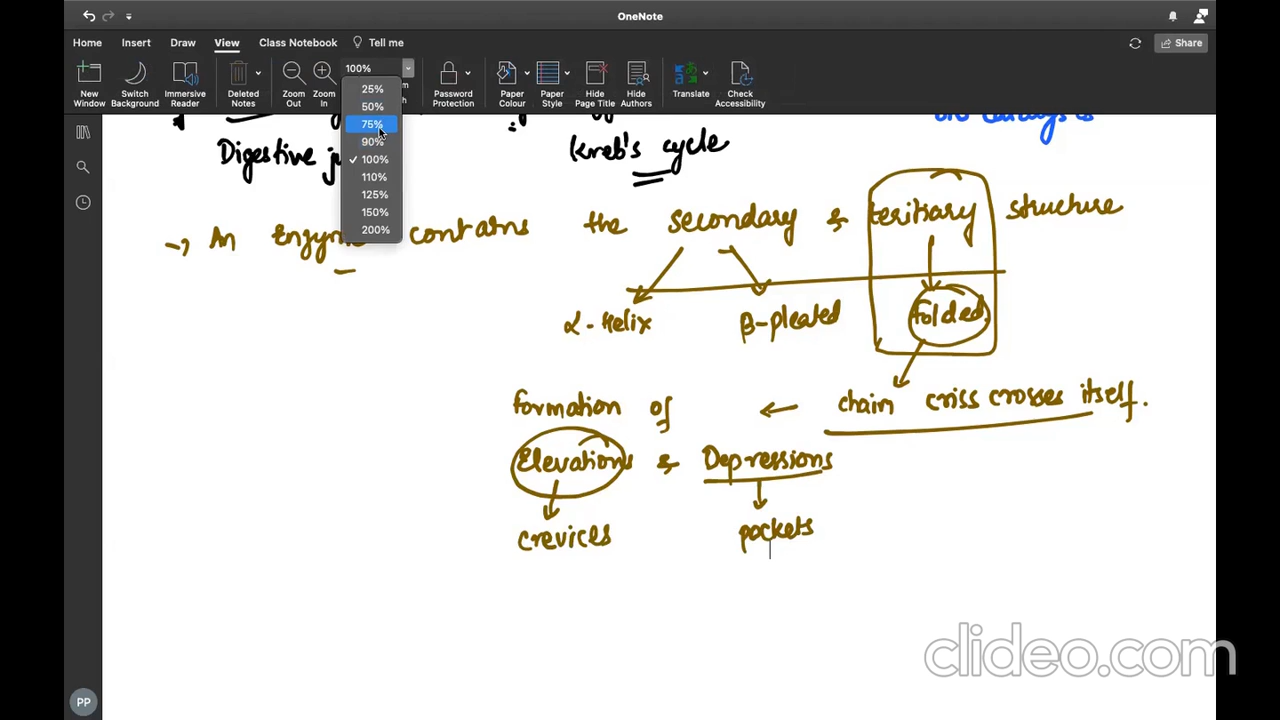 OneNote
Home Insert Draw View Class Notebook Tell me Share
100%
New Window Switch Background Immersive Reader Deleted Notes Zoom Out Zoom In Password Protection Paper Colour Paper Style Hide Page Title Hide Authors Translate Check Accessibility
25%
50%
75%
90%
100%
110%
125%
150%
200%
Digestive Kreb's cycle
→ An Enzyme contains the secondary & teritiary structure
α-Helix β-pleated folded.
formation of ← chain criss crosses itself.
Elevations & Depressions
crevices pockets
clideo.com
PP